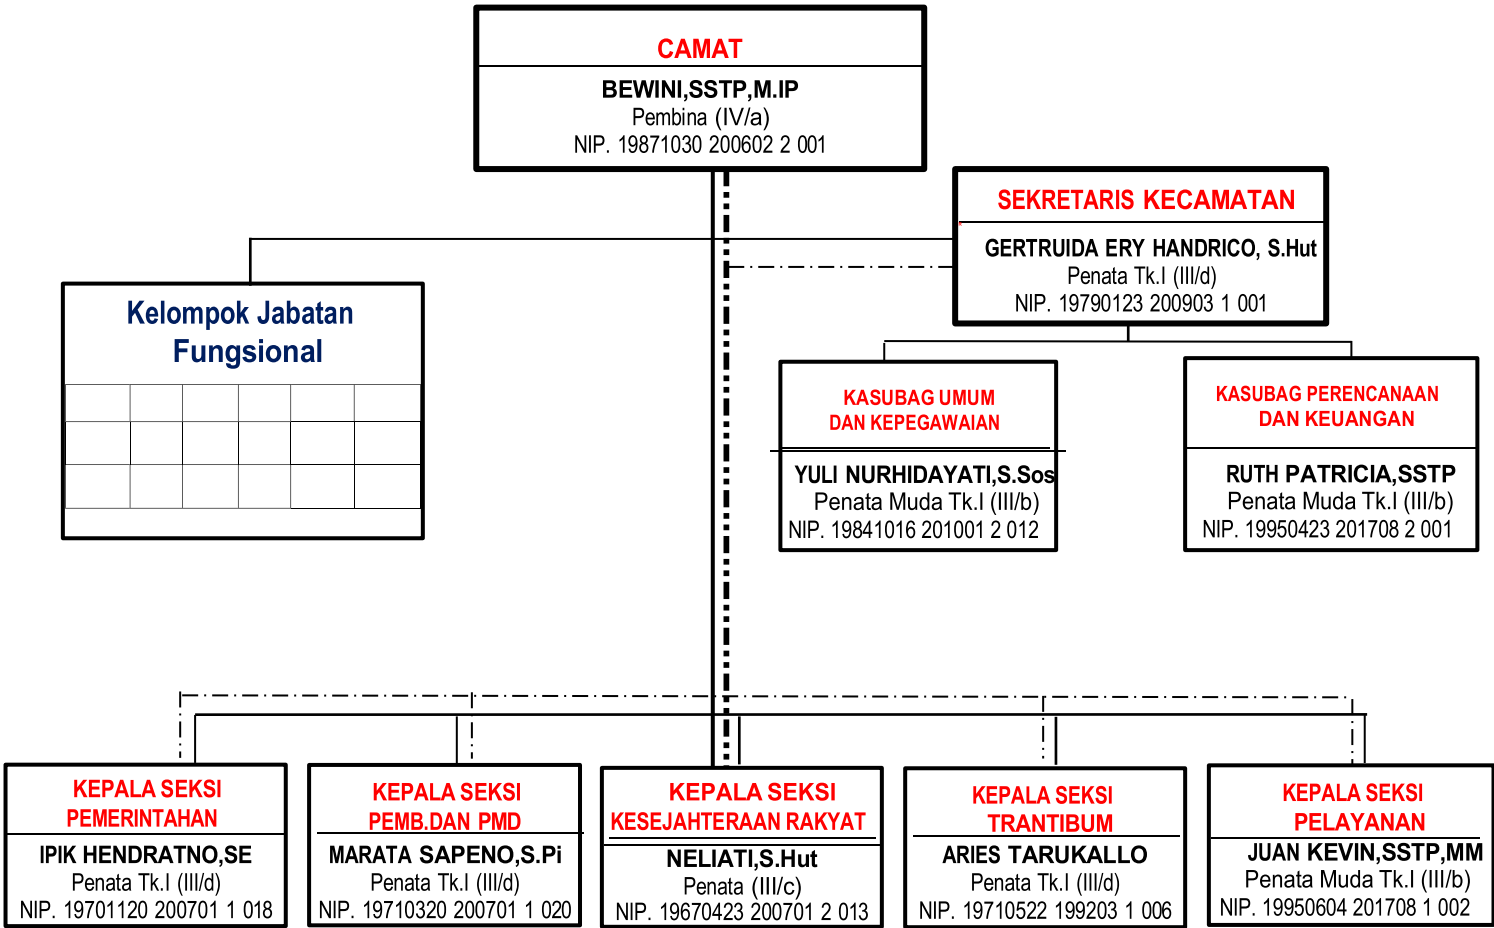 CAMAT
BEWINI,SSTP,M.IP
Pembina (IV/a)
NIP. 19871030 200602 2 001
SEKRETARIS KECAMATAN
GERTRUIDA ERY HANDRICO, S.Hut
Penata Tk.I (III/d)
NIP. 19790123 200903 1 001
Kelompok Jabatan
Fungsional
KASUBAG UMUM
DAN KEPEGAWAIAN
YULI NURHIDAYATI,S.Sos
Penata Muda Tk.I (III/b)
NIP. 19841016 201001 2 012
KASUBAG PERENCANAAN
DAN KEUANGAN
RUTH PATRICIA,SSTP
Penata Muda Tk.I (III/b)
NIP. 19950423 201708 2 001
KEPALA SEKSI
PEMERINTAHAN
IPIK HENDRATNO,SE
Penata Tk.I (III/d)
NIP. 19701120 200701 1 018
KEPALA SEKSI
PEMB.DAN PMD
MARATA SAPENO,S.Pi
Penata Tk.I (III/d)
NIP. 19710320 200701 1 020
KEPALA SEKSI
KESEJAHTERAAN RAKYAT
NELIATI,S.Hut
Penata (III/c)
NIP. 19670423 200701 2 013
KEPALA SEKSI
TRANTIBUM
ARIES TARUKALLO
Penata Tk.I (III/d)
NIP. 19710522 199203 1 006
KEPALA SEKSI
PELAYANAN
JUAN KEVIN,SSTP,MM
Penata Muda Tk.I (III/b)
NIP. 19950604 201708 1 002